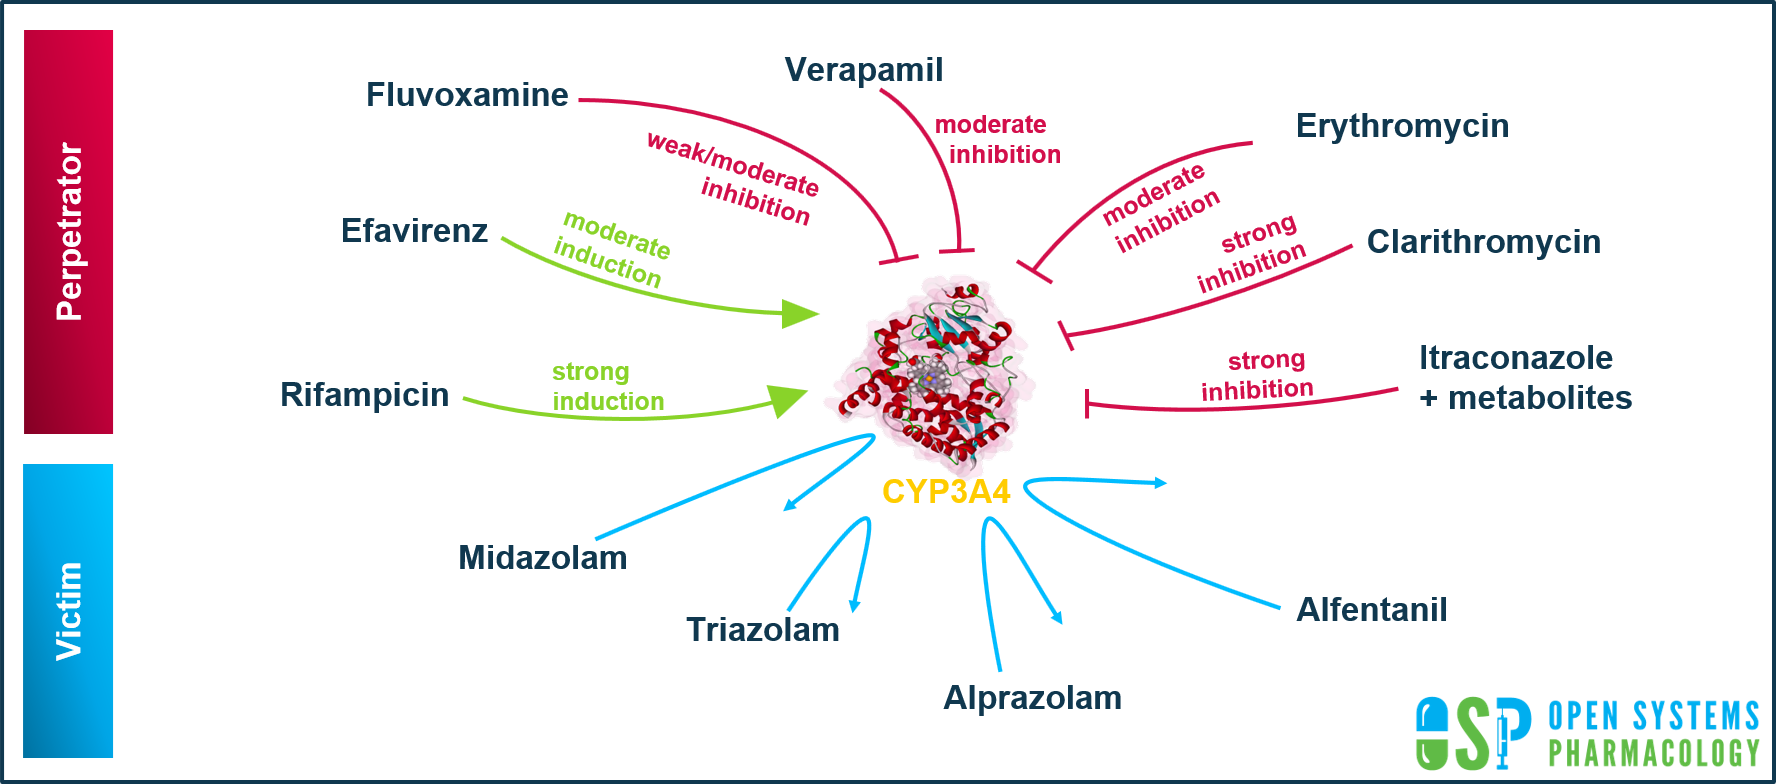 Perpetrator
Fluvoxamine
weak/moderate
inhibition
Verapamil
moderate
inhibition
Erythromycin
moderate
inhibition
Efavirenz
moderate
induction
Clarithromycin
strong
inhibition
Rifampicin
strong
induction
Itraconazole
+ metabolites
strong
inhibition
CYP3A4
Victim
Midazolam
Triazolam
Alprazolam
Alfentanil
OSP OPEN SYSTEMS
PHARMACOLOGY